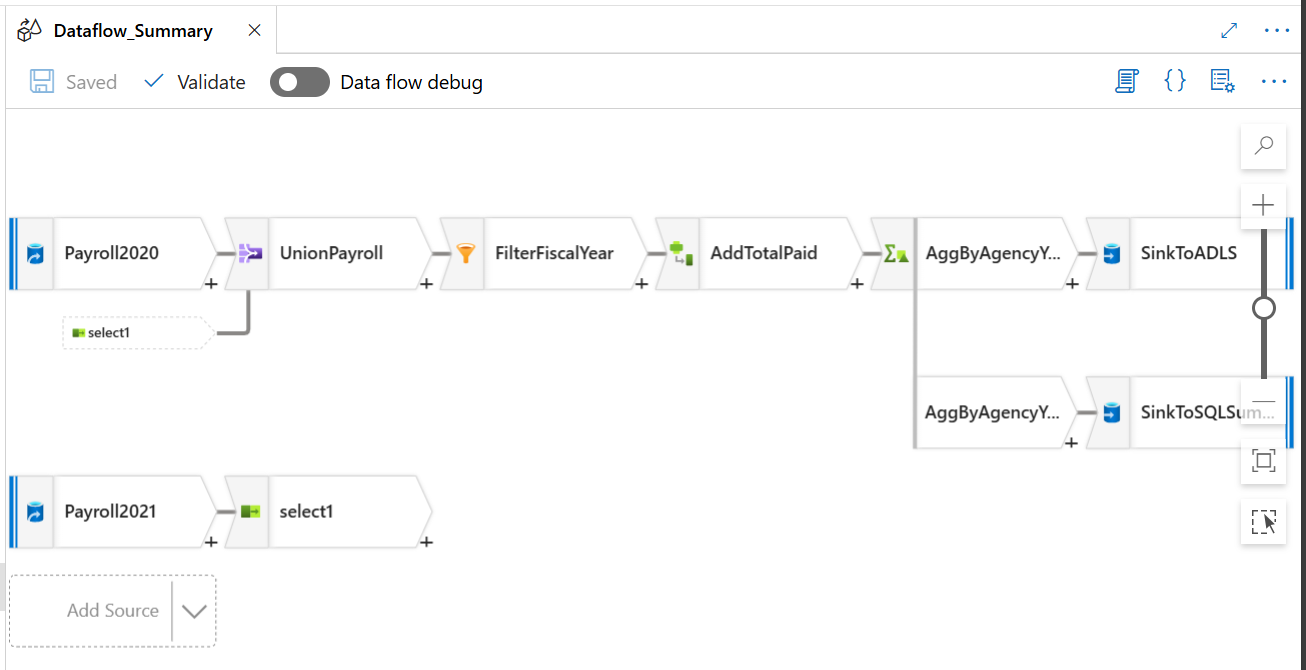 Dataflow_Summary
Saved
Validate
Data flow debug
Payroll2020
UnionPayroll
FilterFiscalYear
AddTotalPaid
AggByAgencyY...
SinkToADLS
select1
AggByAgencyY...
SinkToSQLSum...
Payroll2021
select1
Add Source